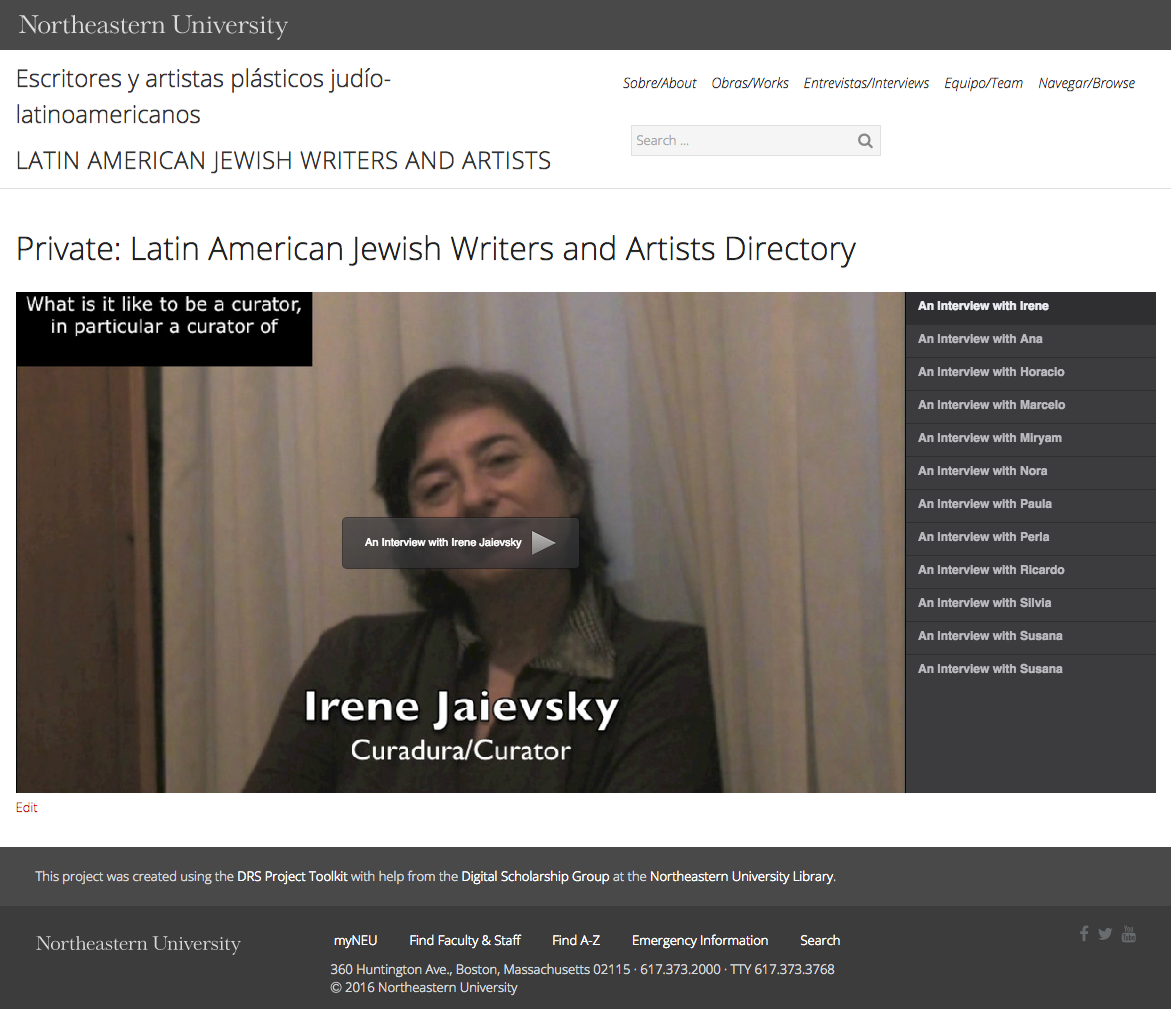 Northeastern University
Escritores y artistas plásticos judío-
latinoamericanos
LATIN AMERICAN JEWISH WRITERS AND ARTISTS
Sobre/About Obras/Works Entrevistas/Interviews Equipo/Team Navegar/Browse
Search ...
Private: Latin American Jewish Writers and Artists Directory
What is it like to be a curator,
in particular a curator of
An Interview with Irene Jaievsky
Irene Jaievsky
Curadura/Curator
An Interview with Irene
An Interview with Ana
An Interview with Horacio
An Interview with Marcelo
An Interview with Miryam
An Interview with Nora
An Interview with Paula
An Interview with Perla
An Interview with Ricardo
An Interview with Silvia
An Interview with Susana
An Interview with Susana
Edit
This project was created using the DRS Project Toolkit with help from the Digital Scholarship Group at the Northeastern University Library.
Northeastern University
myNEU Find Faculty & Staff Find A-Z Emergency Information Search
360 Huntington Ave., Boston, Massachusetts 02115 · 617.373.2000 · TTY 617.373.3768
© 2016 Northeastern University
You
Tube